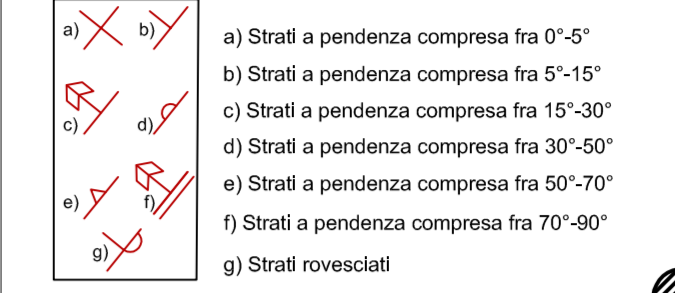 a)
b)
c)
d)
e)
f)
g)
a) Strati a pendenza compresa fra 0°-5°
b) Strati a pendenza compresa fra 5°-15°
c) Strati a pendenza compresa fra 15°-30°
d) Strati a pendenza compresa fra 30°-50°
e) Strati a pendenza compresa fra 50°-70°
f) Strati a pendenza compresa fra 70°-90°
g) Strati rovesciati